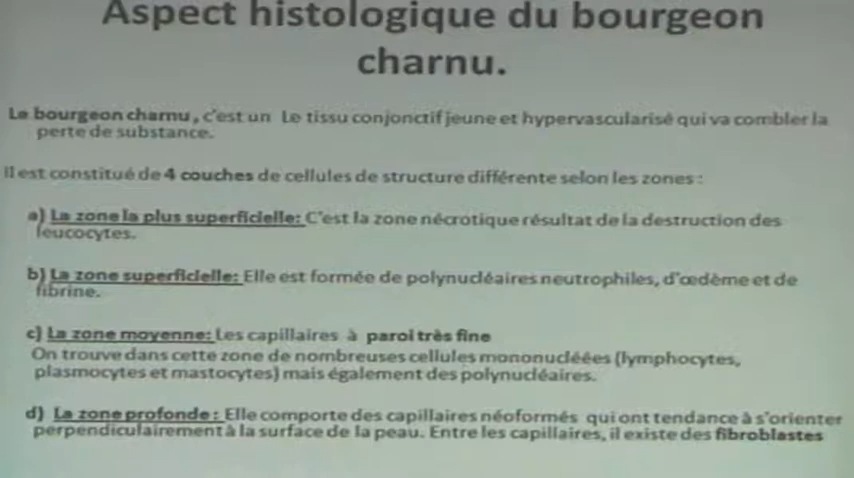 Aspect histologique du bourgeon
charnu.
Le bourgeon charnu, c'est un Le tissu conjonctif jeune et hypervascularisé qui va combler la
perte de substance.
Il est constitué de 4 couches de cellules de structure différente selon les zones :
a) La zone la plus superficielle: C'est la zone nécrotique résultat de la destruction des
leucocytes.
b) La zone superficielle: Elle est formée de polynucléaires neutrophiles, d'œdème et de
fibrine.
c) La zone moyenne: Les capillaires à paroi très fine
On trouve dans cette zone de nombreuses cellules mononucléées (lymphocytes,
plasmocytes et mastocytes) mais également des polynucléaires.
d) La zone profonde : Elle comporte des capillaires néoformés qui ont tendance à s'orienter
perpendiculairement à la surface de la peau. Entre les capillaires, il existe des fibroblastes